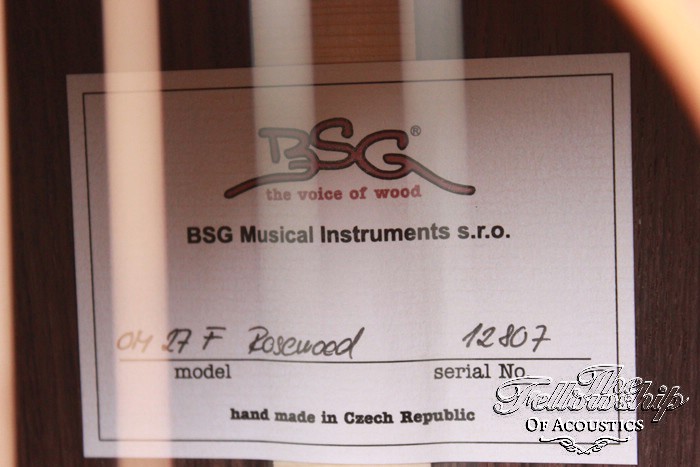 BSG®
the voice of wood
BSG Musical Instruments s.r.o.
OM 27 F Rosewood 12807
model serial No.
hand made in Czech Republic
The
Fellowship
OF ACOUSTICS